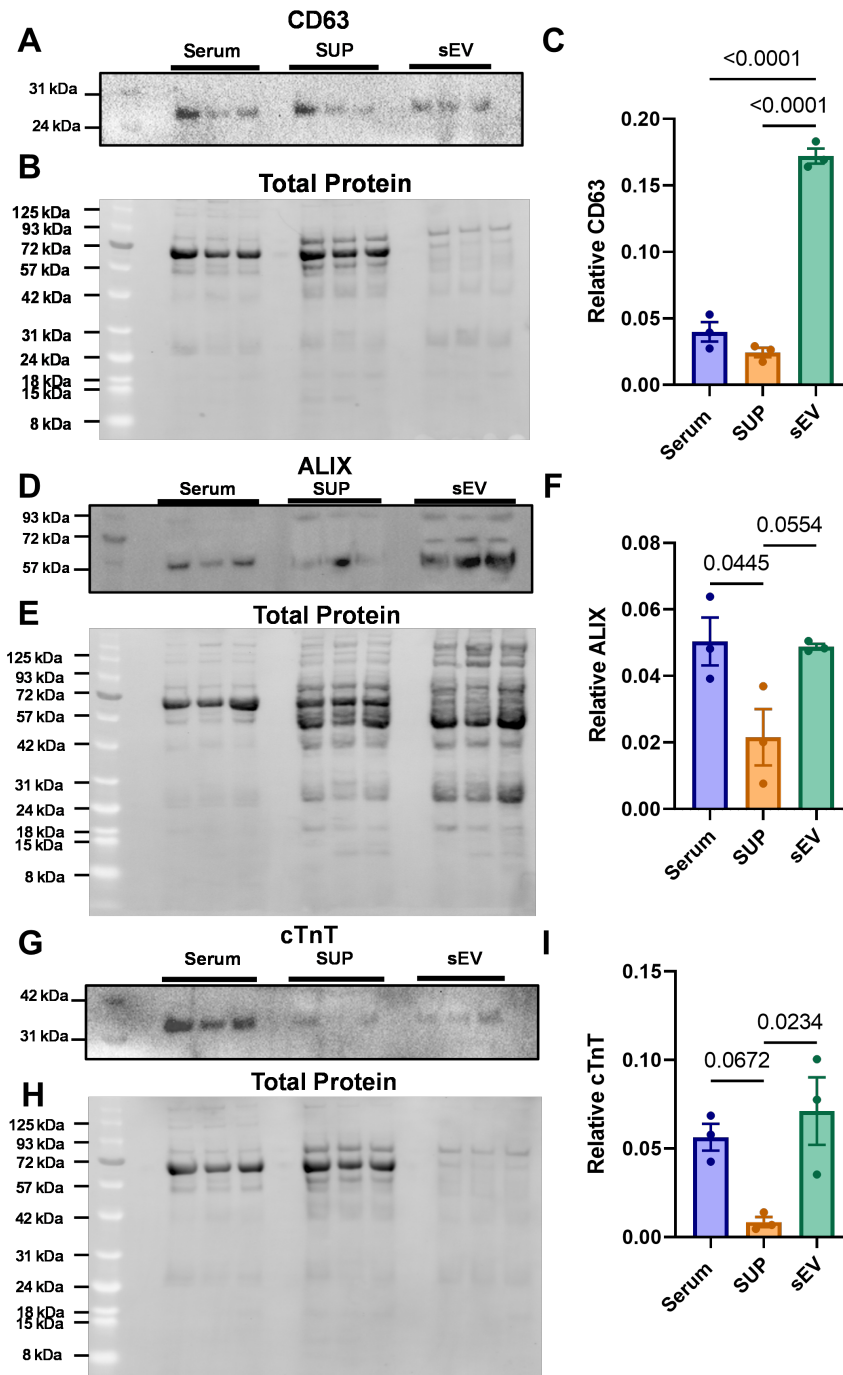 A
CD63
Serum
SUP
sEV
31 kDa
24 kDa
B
Total Protein
125 kDa
93 kDa
72 kDa
57 kDa
42 kDa
31 kDa
24 kDa
18 kDa
15 kDa
8 kDa
C
<0.0001
<0.0001
0.20
0.15
0.10
0.05
0.00
Relative CD63
Serum
SUP
sEV
D
ALIX
Serum
SUP
sEV
93 kDa
72 kDa
57 kDa
E
Total Protein
125 kDa
93 kDa
72 kDa
57 kDa
42 kDa
31 kDa
24 kDa
18 kDa
15 kDa
8 kDa
F
0.0554
0.0445
0.08
0.06
0.04
0.02
0.00
Relative ALIX
Serum
SUP
sEV
G
cTnT
Serum
SUP
sEV
42 kDa
31 kDa
H
Total Protein
125 kDa
93 kDa
72 kDa
57 kDa
42 kDa
31 kDa
24 kDa
18 kDa
15 kDa
8 kDa
I
0.0234
0.0672
0.15
0.10
0.05
0.00
Relative cTnT
Serum
SUP
sEV